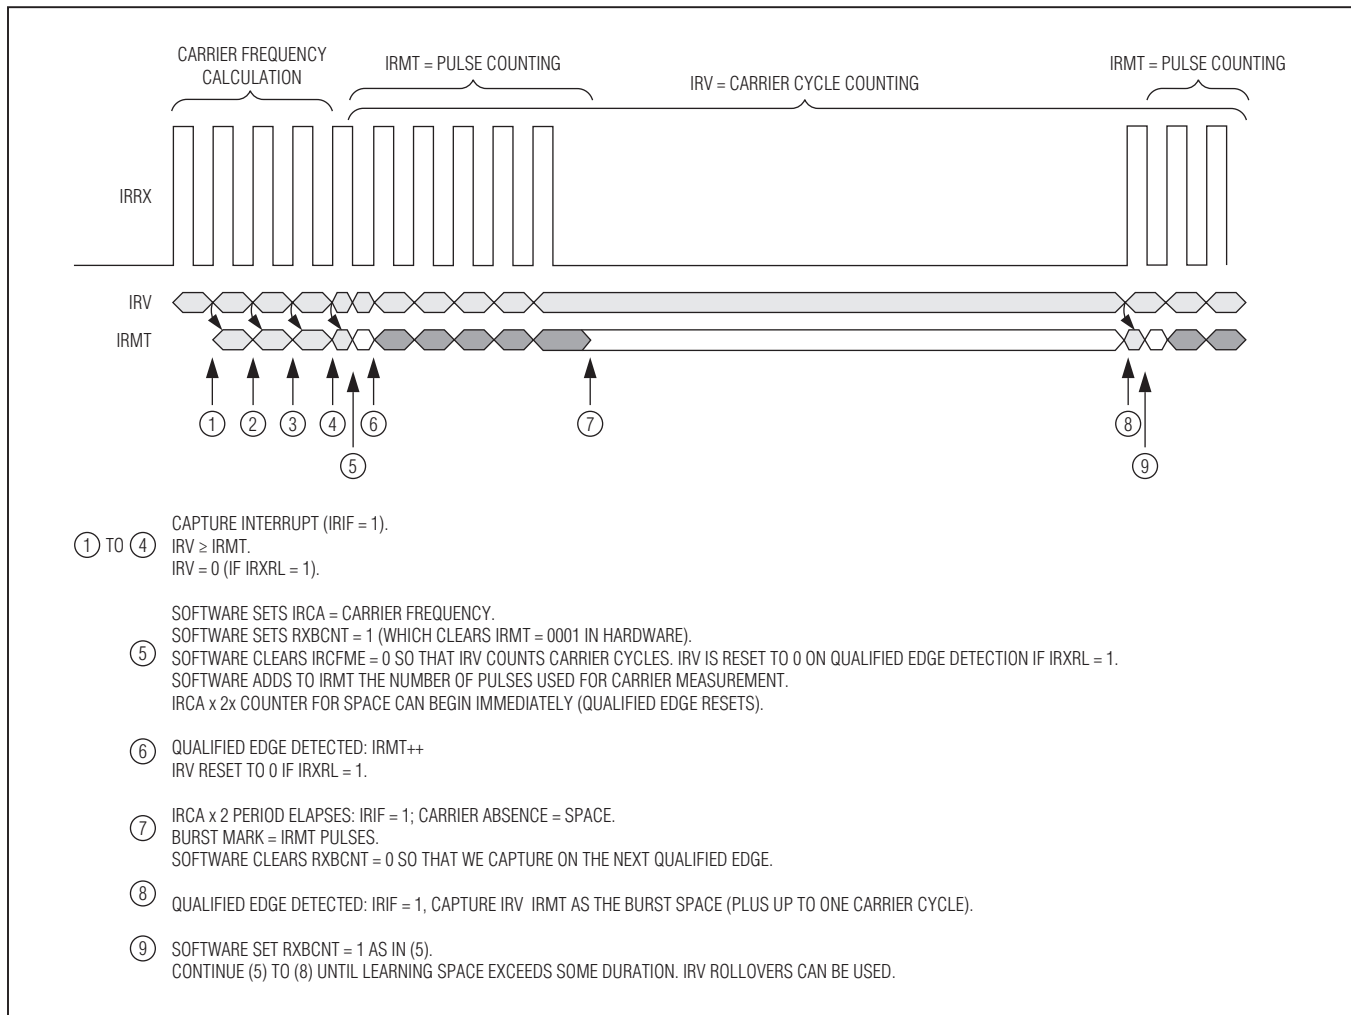 CARRIER FREQUENCY
CALCULATION
IRMT = PULSE COUNTING
IRV = CARRIER CYCLE COUNTING
IRMT = PULSE COUNTING
IRRX
IRV
IRMT
1
2
3
4
6
7
8
5
9
1 TO 4
CAPTURE INTERRUPT (IRIF = 1).
IRV ≥ IRMT.
IRV = 0 (IF IRXRL = 1).
5
SOFTWARE SETS IRCA = CARRIER FREQUENCY.
SOFTWARE SETS RXBCNT = 1 (WHICH CLEARS IRMT = 0001 IN HARDWARE).
SOFTWARE CLEARS IRCFME = 0 SO THAT IRV COUNTS CARRIER CYCLES. IRV IS RESET TO 0 ON QUALIFIED EDGE DETECTION IF IRXRL = 1.
SOFTWARE ADDS TO IRMT THE NUMBER OF PULSES USED FOR CARRIER MEASUREMENT.
IRCA x 2x COUNTER FOR SPACE CAN BEGIN IMMEDIATELY (QUALIFIED EDGE RESETS).
6
QUALIFIED EDGE DETECTED: IRMT++
IRV RESET TO 0 IF IRXRL = 1.
7
IRCA x 2 PERIOD ELAPSES: IRIF = 1; CARRIER ABSENCE = SPACE.
BURST MARK = IRMT PULSES.
SOFTWARE CLEARS RXBCNT = 0 SO THAT WE CAPTURE ON THE NEXT QUALIFIED EDGE.
8
QUALIFIED EDGE DETECTED: IRIF = 1, CAPTURE IRV IRMT AS THE BURST SPACE (PLUS UP TO ONE CARRIER CYCLE).
9
SOFTWARE SET RXBCNT = 1 AS IN (5).
CONTINUE (5) TO (8) UNTIL LEARNING SPACE EXCEEDS SOME DURATION. IRV ROLLOVERS CAN BE USED.